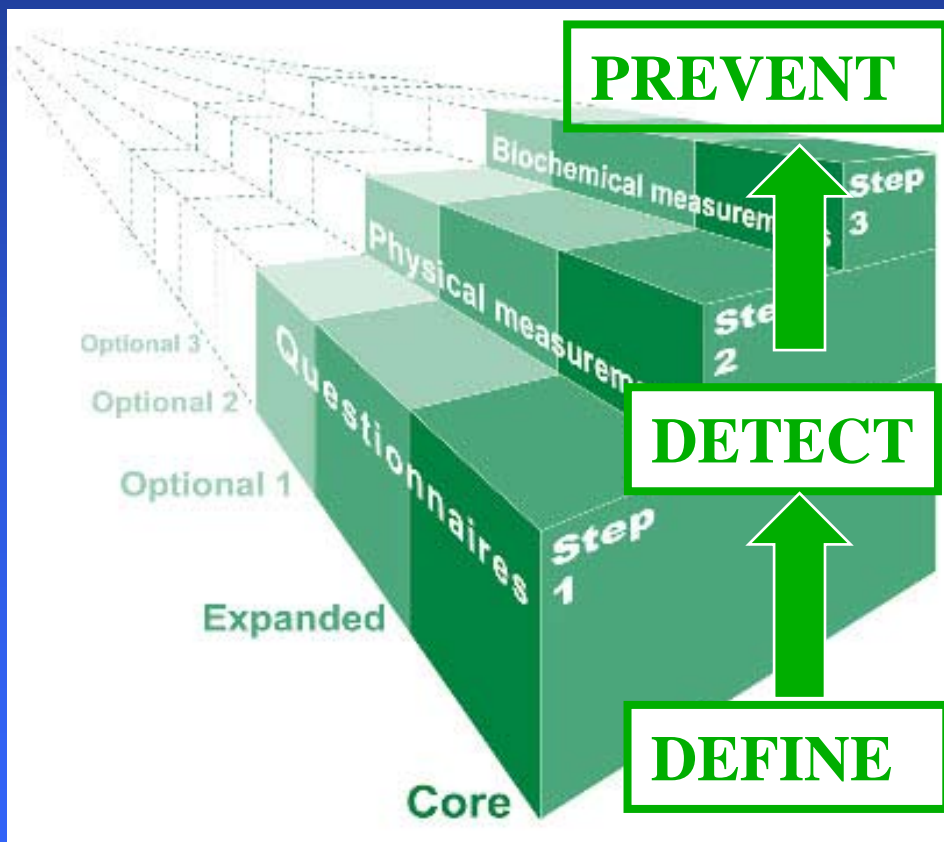 PREVENT
Biochemical measurem s
Step
3
Physical measurem
Step
2
DETECT
Questionnaires
Step
1
DEFINE
Optional 3
Optional 2
Optional 1
Expanded
Core